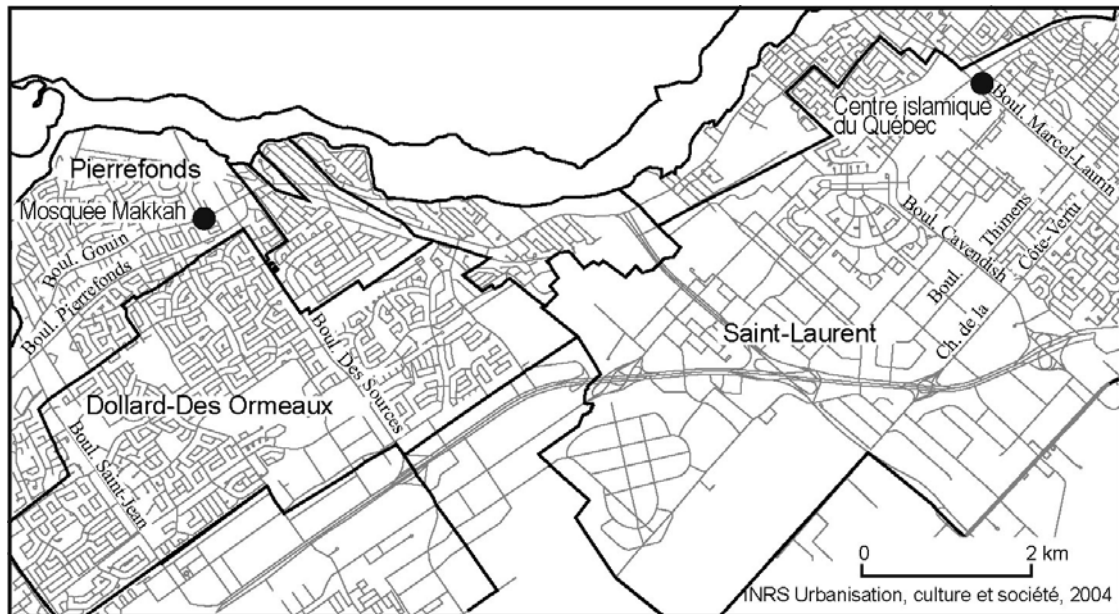 Pierrefonds
Mosquée Makkah
Boul. Gouin
Boul. Pierrefonds
Dollard-Des Ormeaux
Boul. Saint-Jean
Boul. Des Sources
Centre islamique
du Québec
Boul. Marcel-Laurin
Boul. Cavendish
Boul. Thimens
Ch. de la Côte-Vertu
Saint-Laurent
0 2 km
INRS Urbanisation, culture et société, 2004